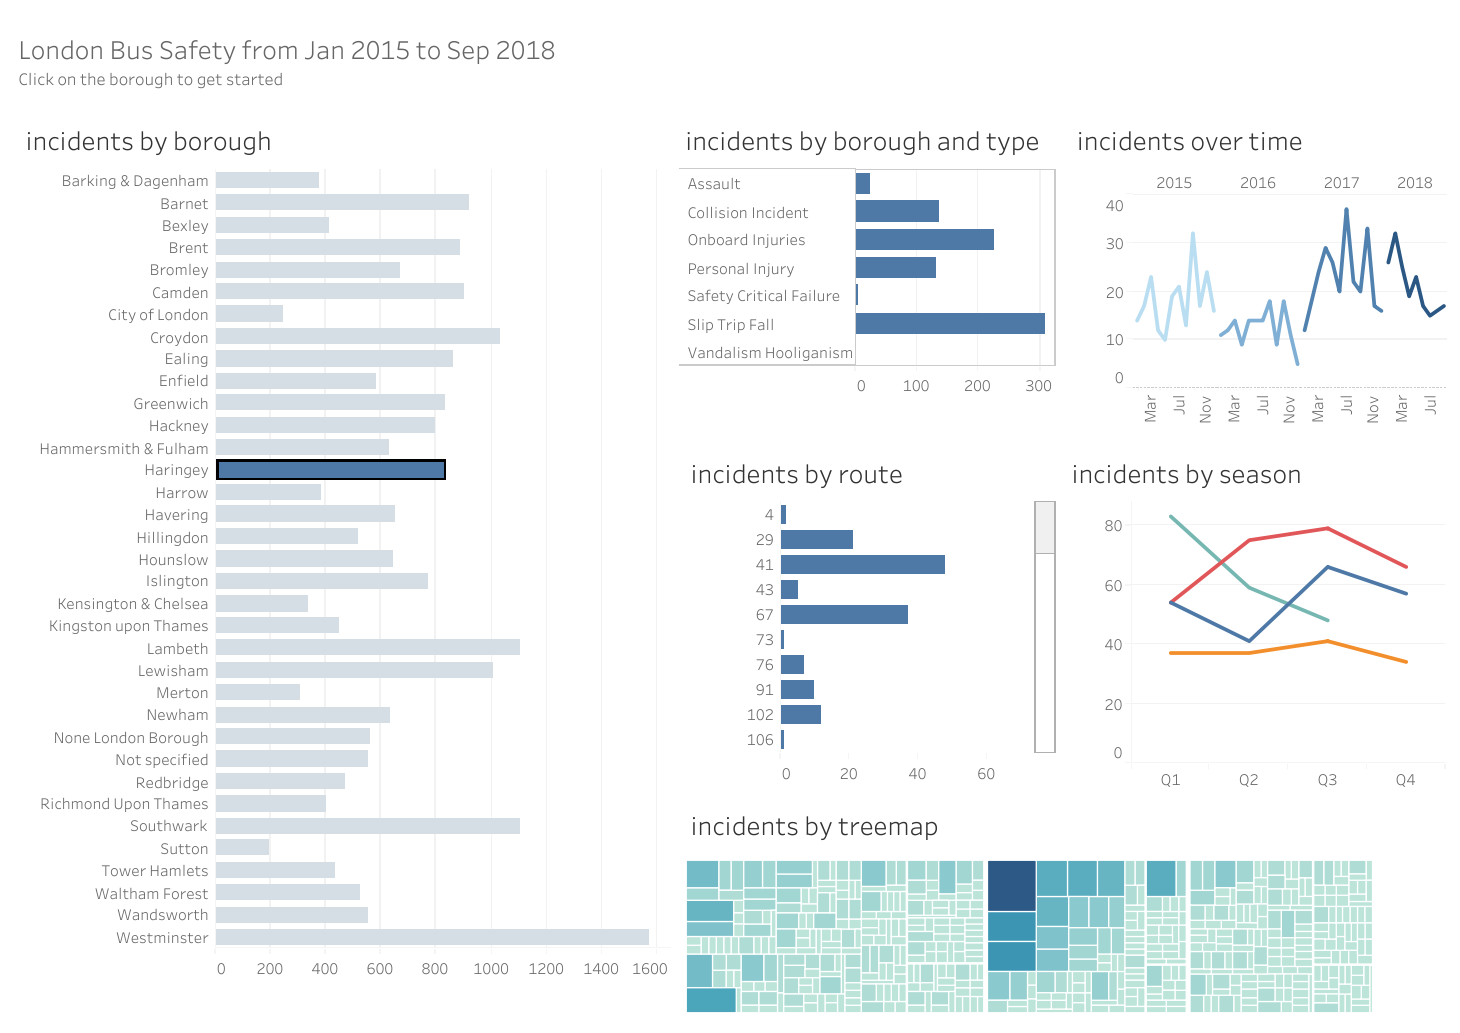 London Bus Safety from Jan 2015 to Sep 2018
Click on the borough to get started
incidents by borough
Barking & Dagenham
Barnet
Bexley
Brent
Bromley
Camden
City of London
Croydon
Ealing
Enfield
Greenwich
Hackney
Hammersmith & Fulham
Haringey
Harrow
Havering
Hillingdon
Hounslow
Islington
Kensington & Chelsea
Kingston upon Thames
Lambeth
Lewisham
Merton
Newham
None London Borough
Not specified
Redbridge
Richmond Upon Thames
Southwark
Sutton
Tower Hamlets
Waltham Forest
Wandsworth
Westminster
0 200 400 600 800 1000 1200 1400 1600
incidents by borough and type
Assault
Collision Incident
Onboard Injuries
Personal Injury
Safety Critical Failure
Slip Trip Fall
Vandalism Hooliganism
0 100 200 300
incidents over time
2015 2016 2017 2018
40
30
20
10
0
Mar Jul Nov Mar Jul Nov Mar Jul Nov Mar Jul
incidents by route
4
29
41
43
67
73
76
91
102
106
0 20 40 60
incidents by season
80
60
40
20
0
Q1 Q2 Q3 Q4
incidents by treemap